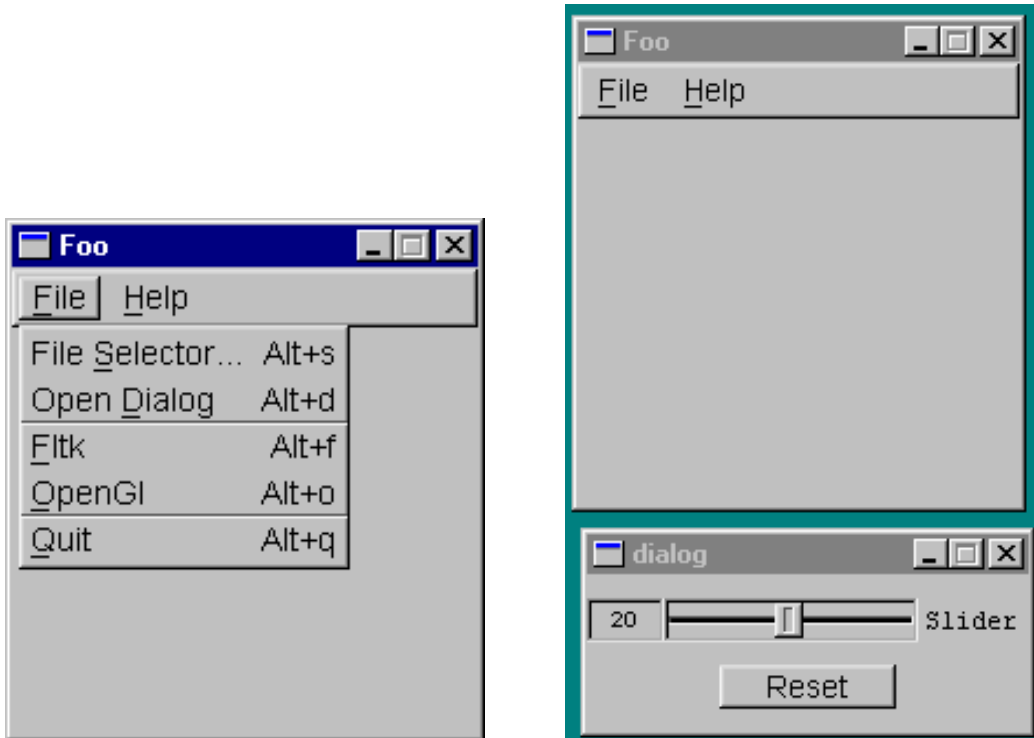 Foo
File Help
File Selector... Alt+s
Open Dialog Alt+d
Fltk Alt+f
OpenGl Alt+o
Quit Alt+q
Foo
File Help
dialog
20 Slider
Reset